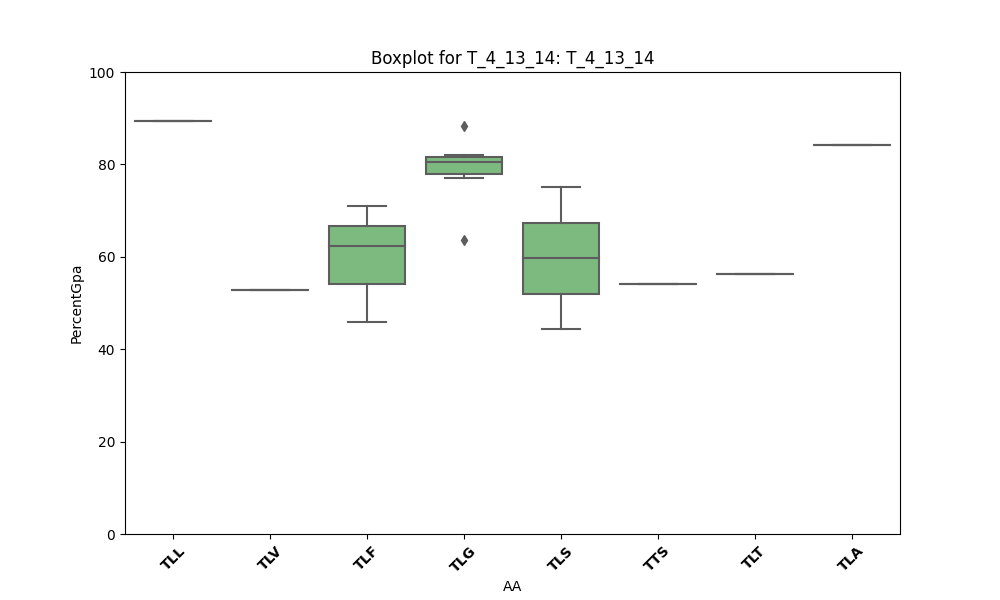 Boxplot for T_4_13_14: T_4_13_14
100
80
60
40
20
0
PercentGpa
TLL
TLV
TLF
TLG
TLS
TTS
TLT
TLA
AA